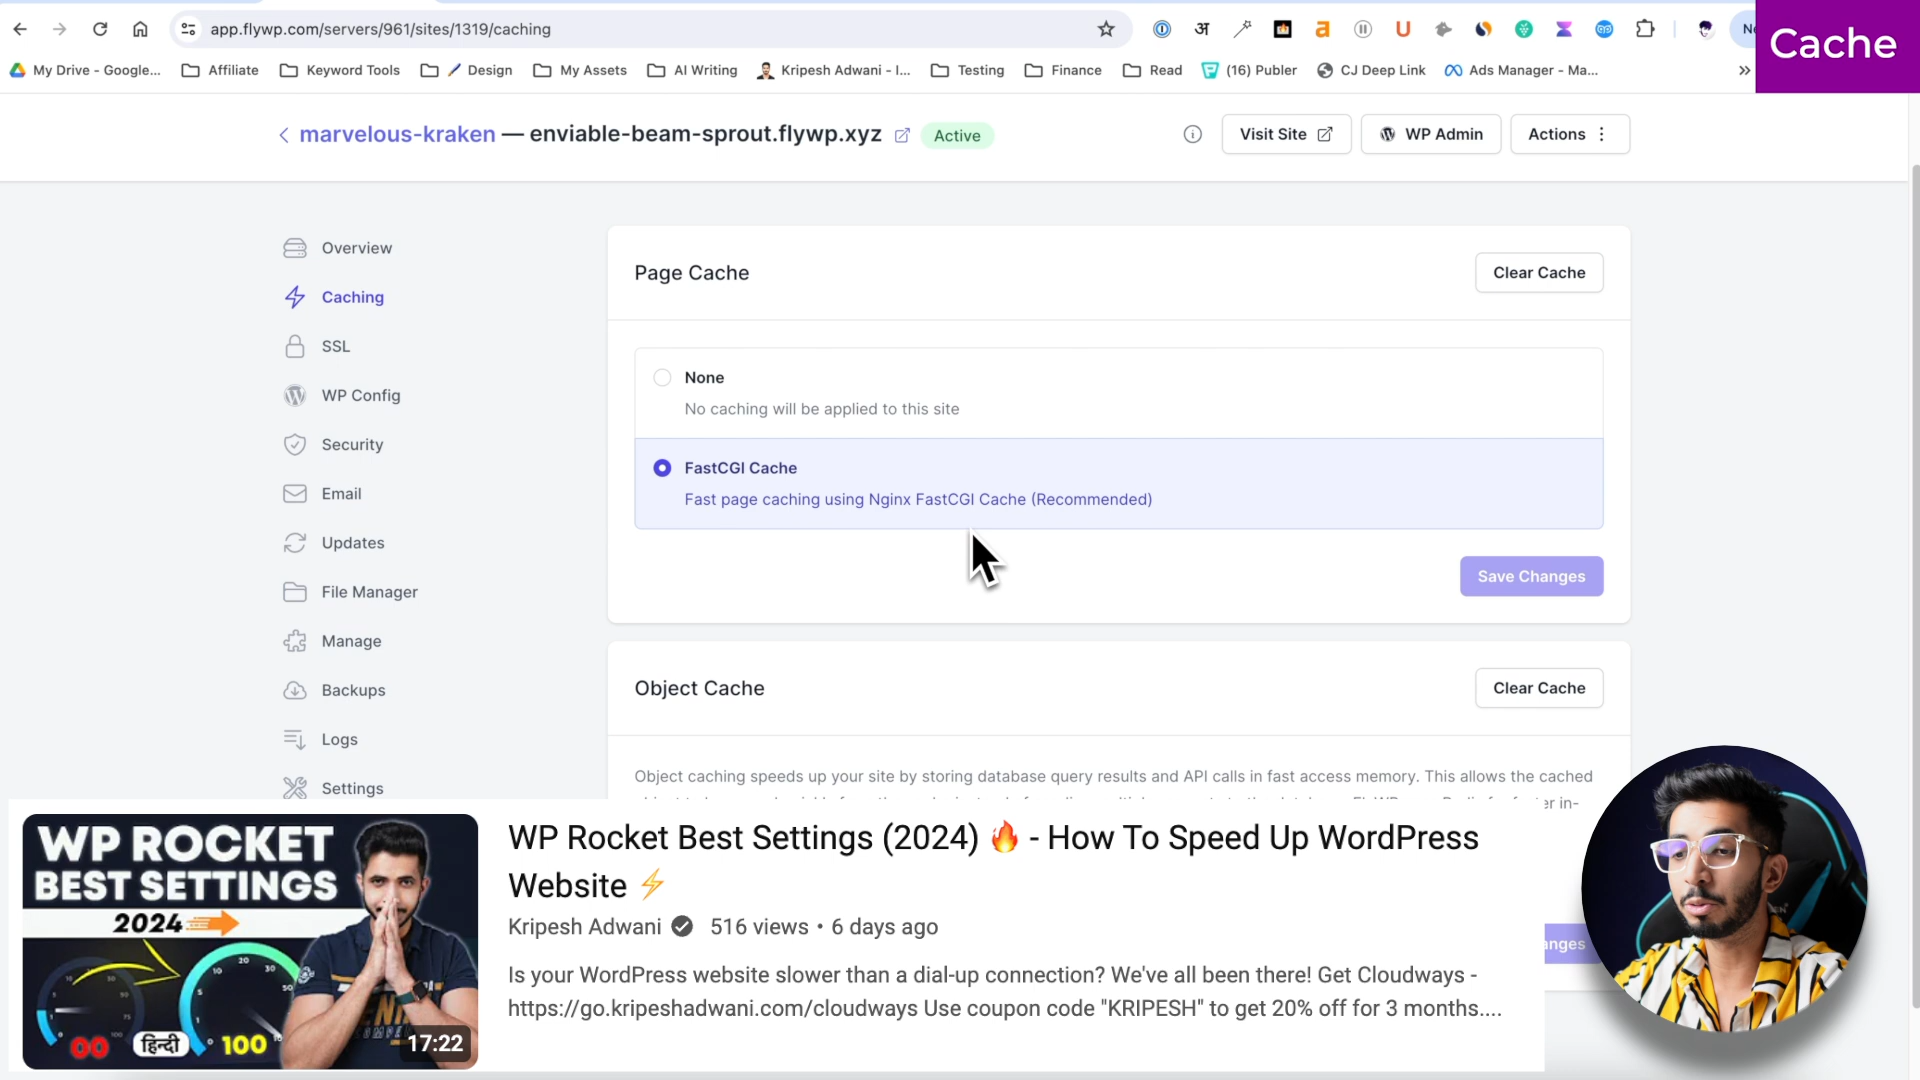 app.flywp.com/servers/961/sites/1319/caching
Cache
My Drive - Google...
Affiliate
Keyword Tools
Design
My Assets
AI Writing
Kripesh Adwani - I...
Testing
Finance
Read
(16) Publer
CJ Deep Link
Ads Manager - Ma...
marvelous-kraken — enviable-beam-sprout.flywp.xyz
Active
Visit Site
WP Admin
Actions
Overview
Caching
SSL
WP Config
Security
Email
Updates
File Manager
Manage
Backups
Logs
Settings
Page Cache
Clear Cache
None
No caching will be applied to this site
FastCGI Cache
Fast page caching using Nginx FastCGI Cache (Recommended)
Save Changes
Object Cache
Clear Cache
Object caching speeds up your site by storing database query results and API calls in fast access memory. This allows the cached
WP ROCKET
BEST SETTINGS
2024
00
हिन्दी
100
17:22
WP Rocket Best Settings (2024) 🔥 - How To Speed Up WordPress
Website ⚡
Kripesh Adwani 516 views • 6 days ago
Is your WordPress website slower than a dial-up connection? We've all been there! Get Cloudways -
https://go.kripeshadwani.com/cloudways Use coupon code "KRIPESH" to get 20% off for 3 months....